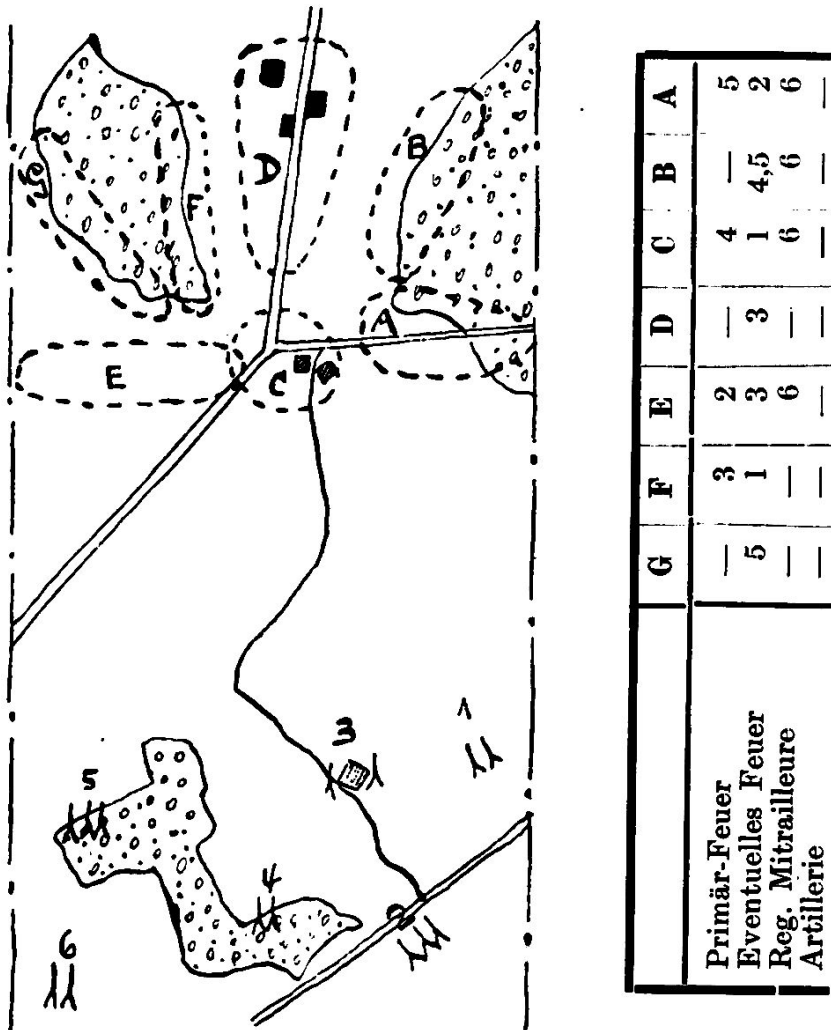 D
B
G
F
A
E
C
1
3
5
4
6
G F E D C B A
Primär-Feuer — 3 2 — 4 — 5
Eventuelles Feuer 5 1 3 3 1 4,5 2
Reg. Mitrailleure — — 6 — 6 6 6
Artillerie — — — — — — —